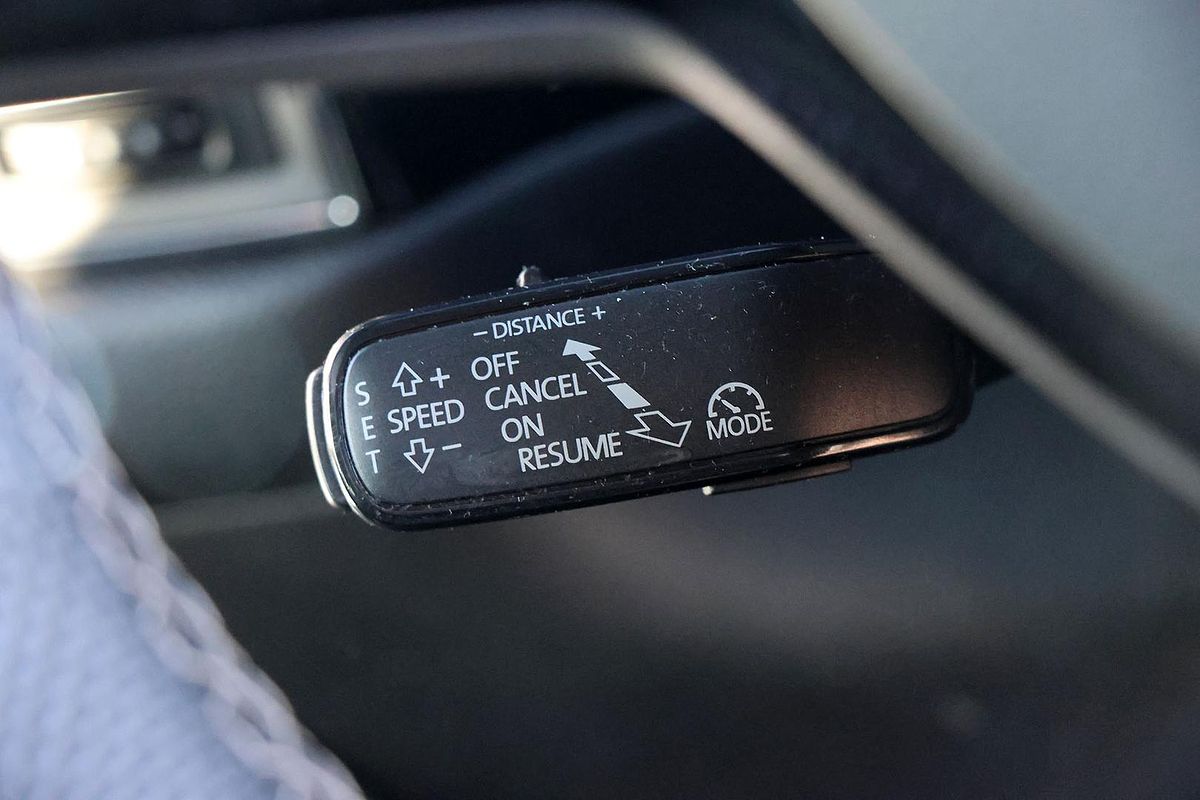 - DISTANCE +
OFF
+
CANCEL
S E T
SPEED
ON
-
RESUME
MODE